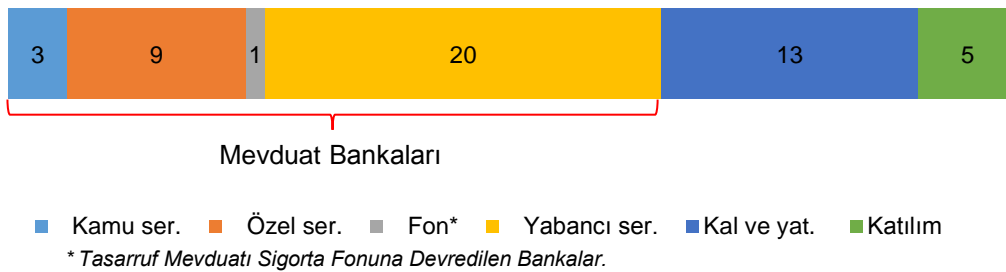 3 9 1 20 13 5
Mevduat Bankaları
Kamu ser. Özel ser. Fon* Yabancı ser. Kal ve yat. Katılım
* Tasarruf Mevduatı Sigorta Fonuna Devredilen Bankalar.